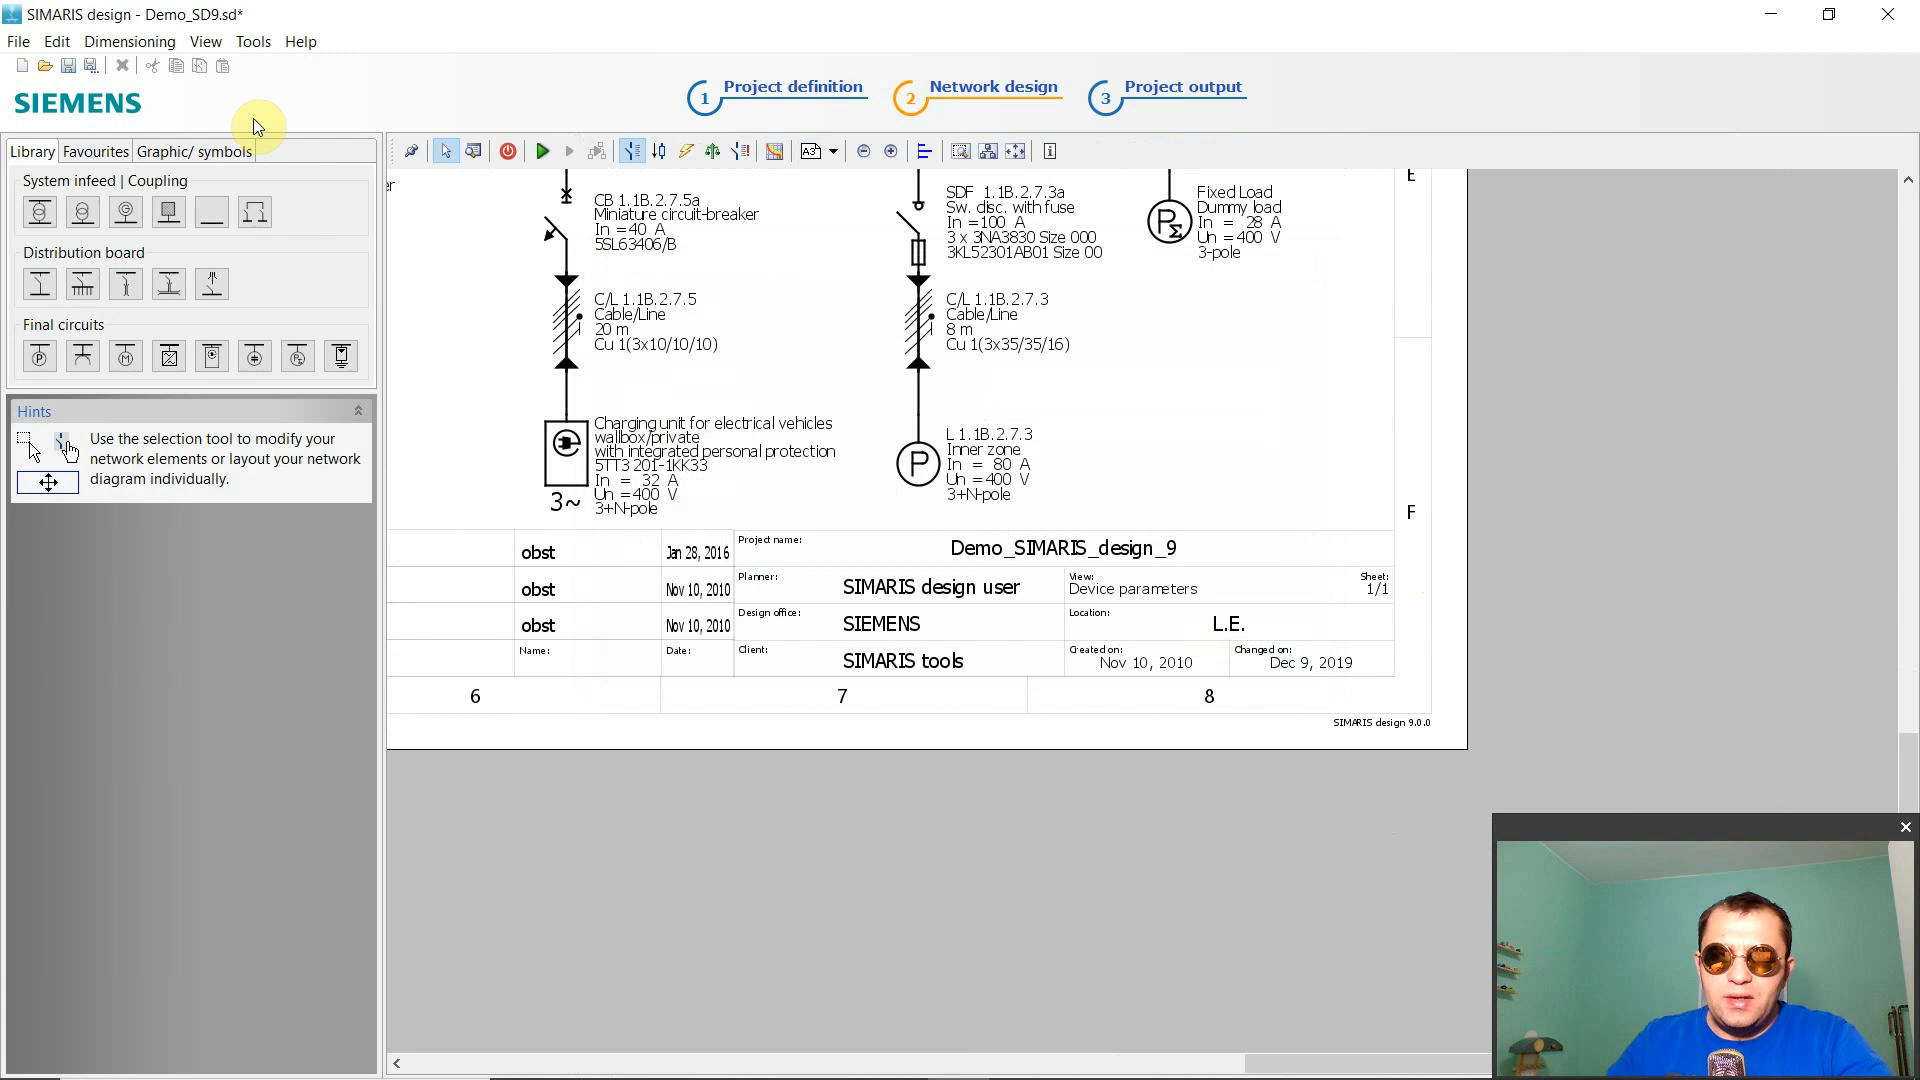 SIMARIS design - Demo_SD9.sd*
File Edit Dimensioning View Tools Help
SIEMENS
1 Project definition
2 Network design
3 Project output
Library Favourites Graphic/ symbols
System infeed | Coupling
Distribution board
Final circuits
Hints
Use the selection tool to modify your
network elements or layout your network
diagram individually.
A3
er
CB 1.1B.2.7.5a
Miniature circuit-breaker
In =40 A
5SL63406/B
C/L 1.1B.2.7.5
Cable/Line
20 m
Cu 1(3x10/10/10)
Charging unit for electrical vehicles
wallbox/private
with integrated personal protection
5TT3 201-1KK33
In = 32 A
Un =400 V
3+N-pole
3~
SDF 1.1B.2.7.3a
Sw. disc. with fuse
In =100 A
3 x 3NA3830 Size 000
3KL52301AB01 Size 00
C/L 1.1B.2.7.3
Cable/Line
8 m
Cu 1(3x35/35/16)
P
L 1.1B.2.7.3
Inner zone
In = 80 A
Un =400 V
3+N-pole
PΣ
Fixed Load
Dummy load
In = 28 A
Un =400 V
3-pole
E
F
obst Jan 28, 2016
obst Nov 10, 2010
obst Nov 10, 2010
Name: Date:
Project name: Demo_SIMARIS_design_9
Planner: SIMARIS design user
View: Device parameters
Sheet: 1/1
Design office: SIEMENS
Location: L.E.
Client: SIMARIS tools
Created on: Nov 10, 2010
Changed on: Dec 9, 2019
6 7 8
SIMARIS design 9.0.0